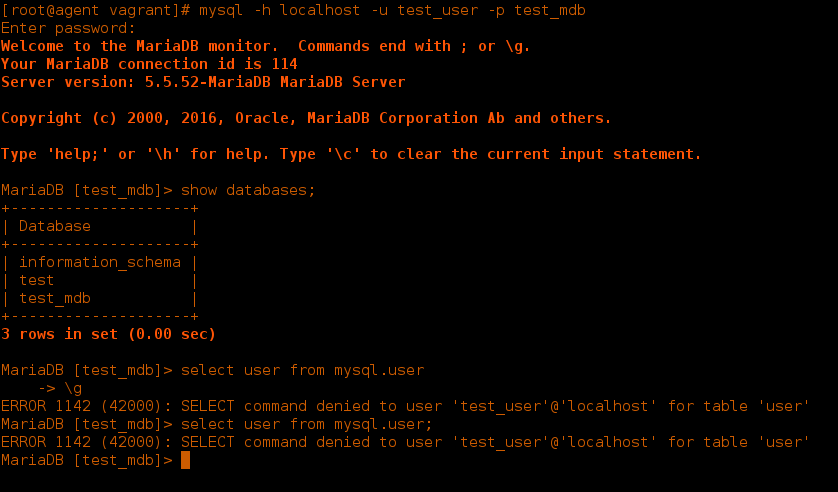 [root@agent vagrant]# mysql -h localhost -u test_user -p test_mdb
Enter password:
Welcome to the MariaDB monitor.  Commands end with ; or \g.
Your MariaDB connection id is 114
Server version: 5.5.52-MariaDB MariaDB Server

Copyright (c) 2000, 2016, Oracle, MariaDB Corporation Ab and others.

Type 'help;' or '\h' for help. Type '\c' to clear the current input statement.

MariaDB [test_mdb]> show databases;
+--------------------+
| Database           |
+--------------------+
| information_schema |
| test               |
| test_mdb           |
+--------------------+
3 rows in set (0.00 sec)

MariaDB [test_mdb]> select user from mysql.user
    -> \g
ERROR 1142 (42000): SELECT command denied to user 'test_user'@'localhost' for table 'user'
MariaDB [test_mdb]> select user from mysql.user;
ERROR 1142 (42000): SELECT command denied to user 'test_user'@'localhost' for table 'user'
MariaDB [test_mdb]>